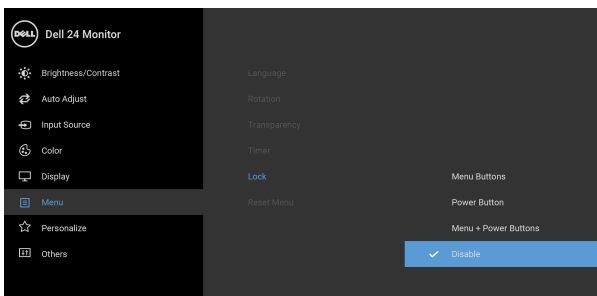 DELL Dell 24 Monitor
Brightness/Contrast
Auto Adjust
Input Source
Color
Display
Menu
Personalize
Others
Language
Rotation
Transparency
Timer
Lock
Reset Menu
Menu Buttons
Power Button
Menu + Power Buttons
Disable